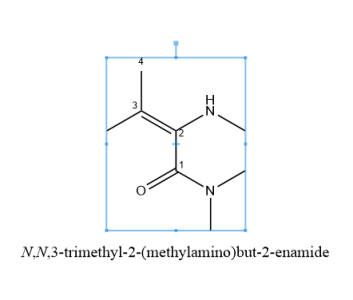 4
3
H
N
2
1
O
N
N,N,3-trimethyl-2-(methylamino)but-2-enamide